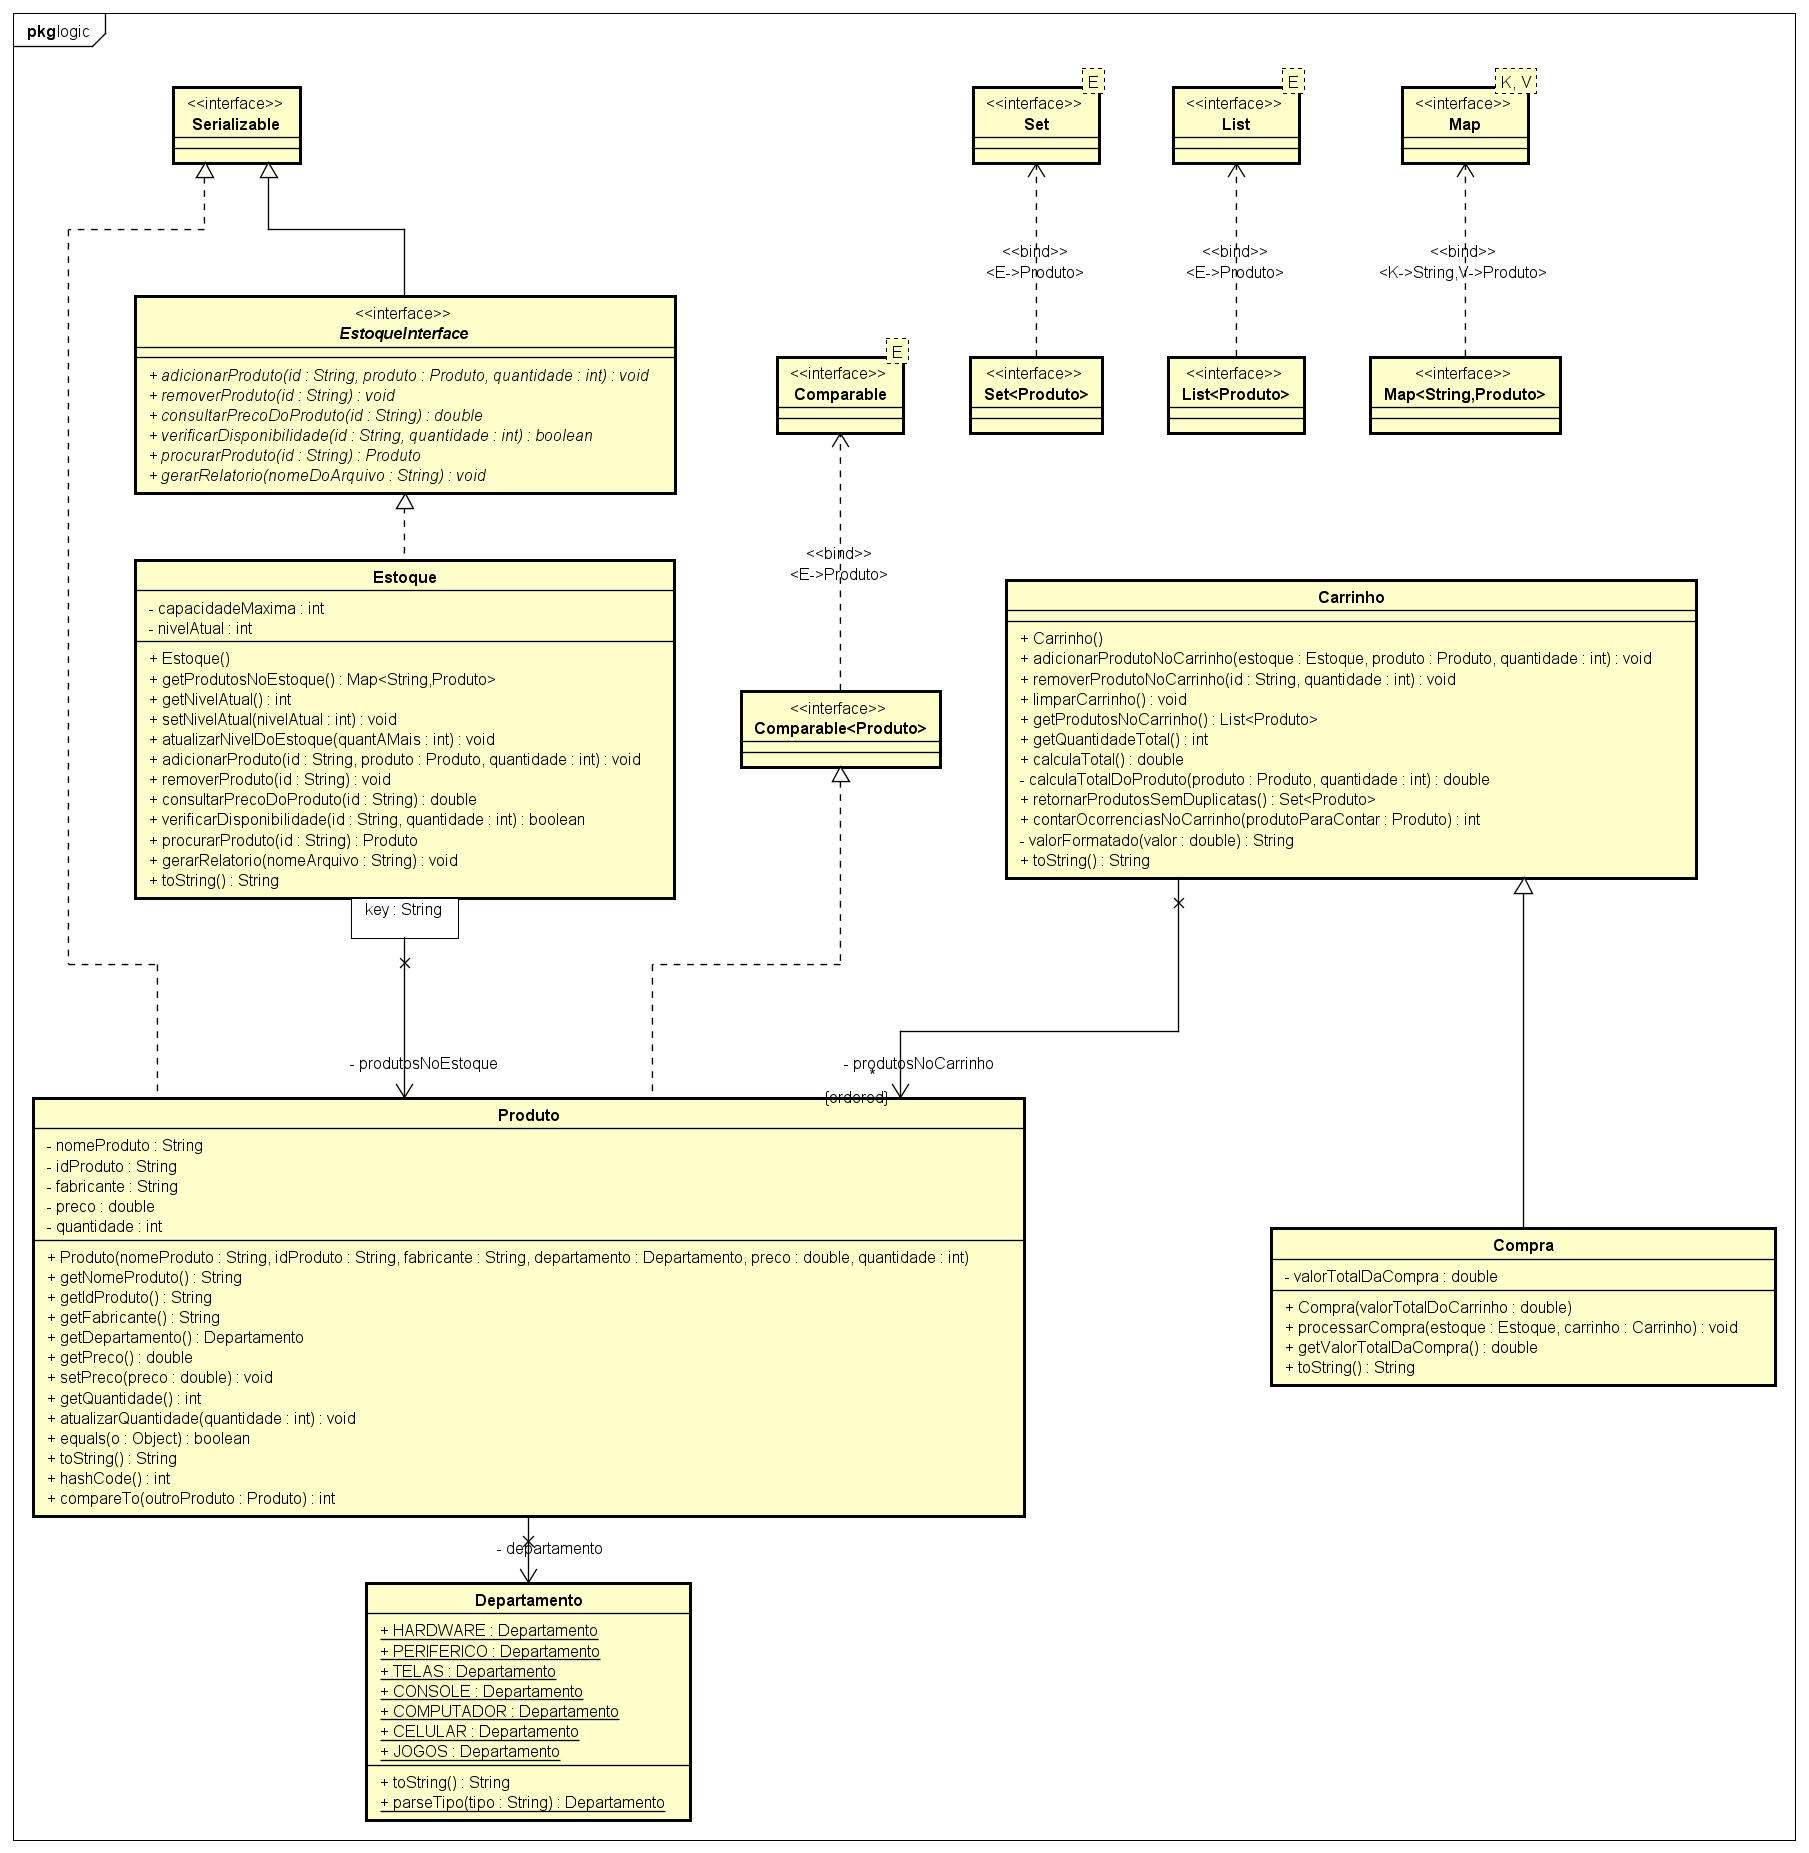 pkg logic
<<interface>>
Serializable
E
<<interface>>
Set
E
<<interface>>
List
K, V
<<interface>>
Map
<<bind>>
<E->Produto>
<<bind>>
<E->Produto>
<<bind>>
<K->String,V->Produto>
<<interface>>
EstoqueInterface
+ adicionarProduto(id : String, produto : Produto, quantidade : int) : void
+ removerProduto(id : String) : void
+ consultarPrecoDoProduto(id : String) : double
+ verificarDisponibilidade(id : String, quantidade : int) : boolean
+ procurarProduto(id : String) : Produto
+ gerarRelatorio(nomeDoArquivo : String) : void
E
<<interface>>
Comparable
<<interface>>
Set<Produto>
<<interface>>
List<Produto>
<<interface>>
Map<String,Produto>
<<bind>>
<E->Produto>
Estoque
- capacidadeMaxima : int
- nivelAtual : int
+ Estoque()
+ getProdutosNoEstoque() : Map<String,Produto>
+ getNivelAtual() : int
+ setNivelAtual(nivelAtual : int) : void
+ atualizarNivelDoEstoque(quantAMais : int) : void
+ adicionarProduto(id : String, produto : Produto, quantidade : int) : void
+ removerProduto(id : String) : void
+ consultarPrecoDoProduto(id : String) : double
+ verificarDisponibilidade(id : String, quantidade : int) : boolean
+ procurarProduto(id : String) : Produto
+ gerarRelatorio(nomeArquivo : String) : void
+ toString() : String
key : String
<<interface>>
Comparable<Produto>
Carrinho
+ Carrinho()
+ adicionarProdutoNoCarrinho(estoque : Estoque, produto : Produto, quantidade : int) : void
+ removerProdutoNoCarrinho(id : String, quantidade : int) : void
+ limparCarrinho() : void
+ getProdutosNoCarrinho() : List<Produto>
+ getQuantidadeTotal() : int
+ calculaTotal() : double
- calculaTotalDoProduto(produto : Produto, quantidade : int) : double
+ retornarProdutosSemDuplicatas() : Set<Produto>
+ contarOcorrenciasNoCarrinho(produtoParaContar : Produto) : int
- valorFormatado(valor : double) : String
+ toString() : String
- produtosNoEstoque
- produtosNoCarrinho
*
{ordered}
Produto
- nomeProduto : String
- idProduto : String
- fabricante : String
- preco : double
- quantidade : int
+ Produto(nomeProduto : String, idProduto : String, fabricante : String, departamento : Departamento, preco : double, quantidade : int)
+ getNomeProduto() : String
+ getIdProduto() : String
+ getFabricante() : String
+ getDepartamento() : Departamento
+ getPreco() : double
+ setPreco(preco : double) : void
+ getQuantidade() : int
+ atualizarQuantidade(quantidade : int) : void
+ equals(o : Object) : boolean
+ toString() : String
+ hashCode() : int
+ compareTo(outroProduto : Produto) : int
Compra
- valorTotalDaCompra : double
+ Compra(valorTotalDoCarrinho : double)
+ processarCompra(estoque : Estoque, carrinho : Carrinho) : void
+ getValorTotalDaCompra() : double
+ toString() : String
- departamento
Departamento
+ HARDWARE : Departamento
+ PERIFERICO : Departamento
+ TELAS : Departamento
+ CONSOLE : Departamento
+ COMPUTADOR : Departamento
+ CELULAR : Departamento
+ JOGOS : Departamento
+ toString() : String
+ parseTipo(tipo : String) : Departamento